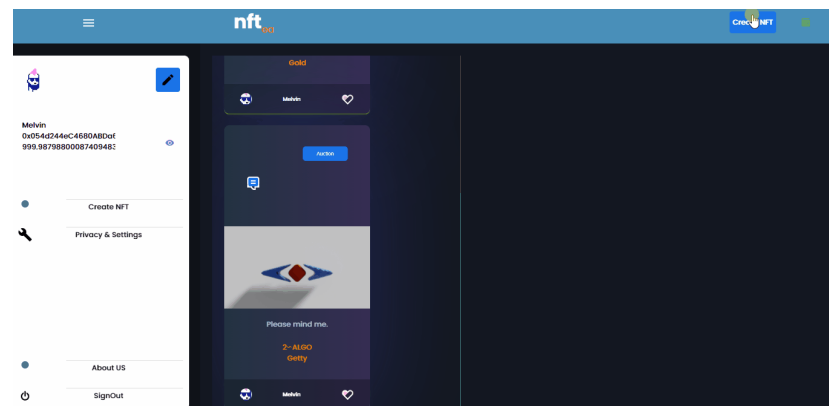 nft
Create NFT
Gold
Melvin
Melvin
0x054d244eC4680ABDaf
999.98798800087409483
Auction
Create NFT
Privacy & Settings
Please mind me.
2-ALGO
Getty
About US
Melvin
SignOut